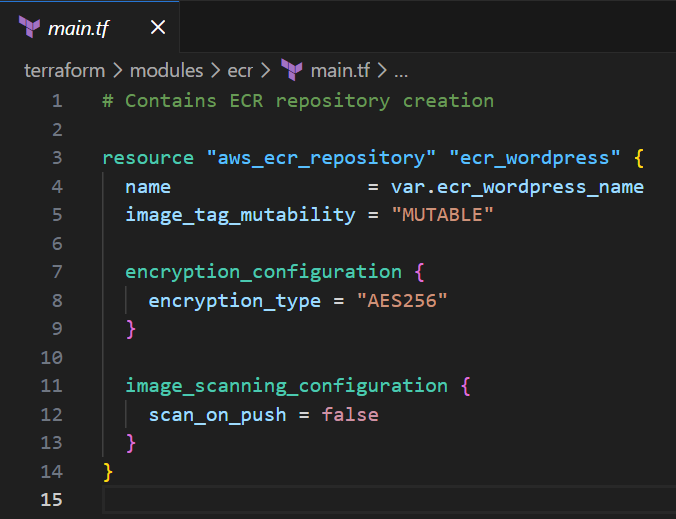 main.tf ×
terraform > modules > ecr > main.tf > ...
1 # Contains ECR repository creation
2
3 resource "aws_ecr_repository" "ecr_wordpress" {
4   name                 = var.ecr_wordpress_name
5   image_tag_mutability = "MUTABLE"
6
7   encryption_configuration {
8     encryption_type = "AES256"
9   }
10
11   image_scanning_configuration {
12     scan_on_push = false
13   }
14 }
15